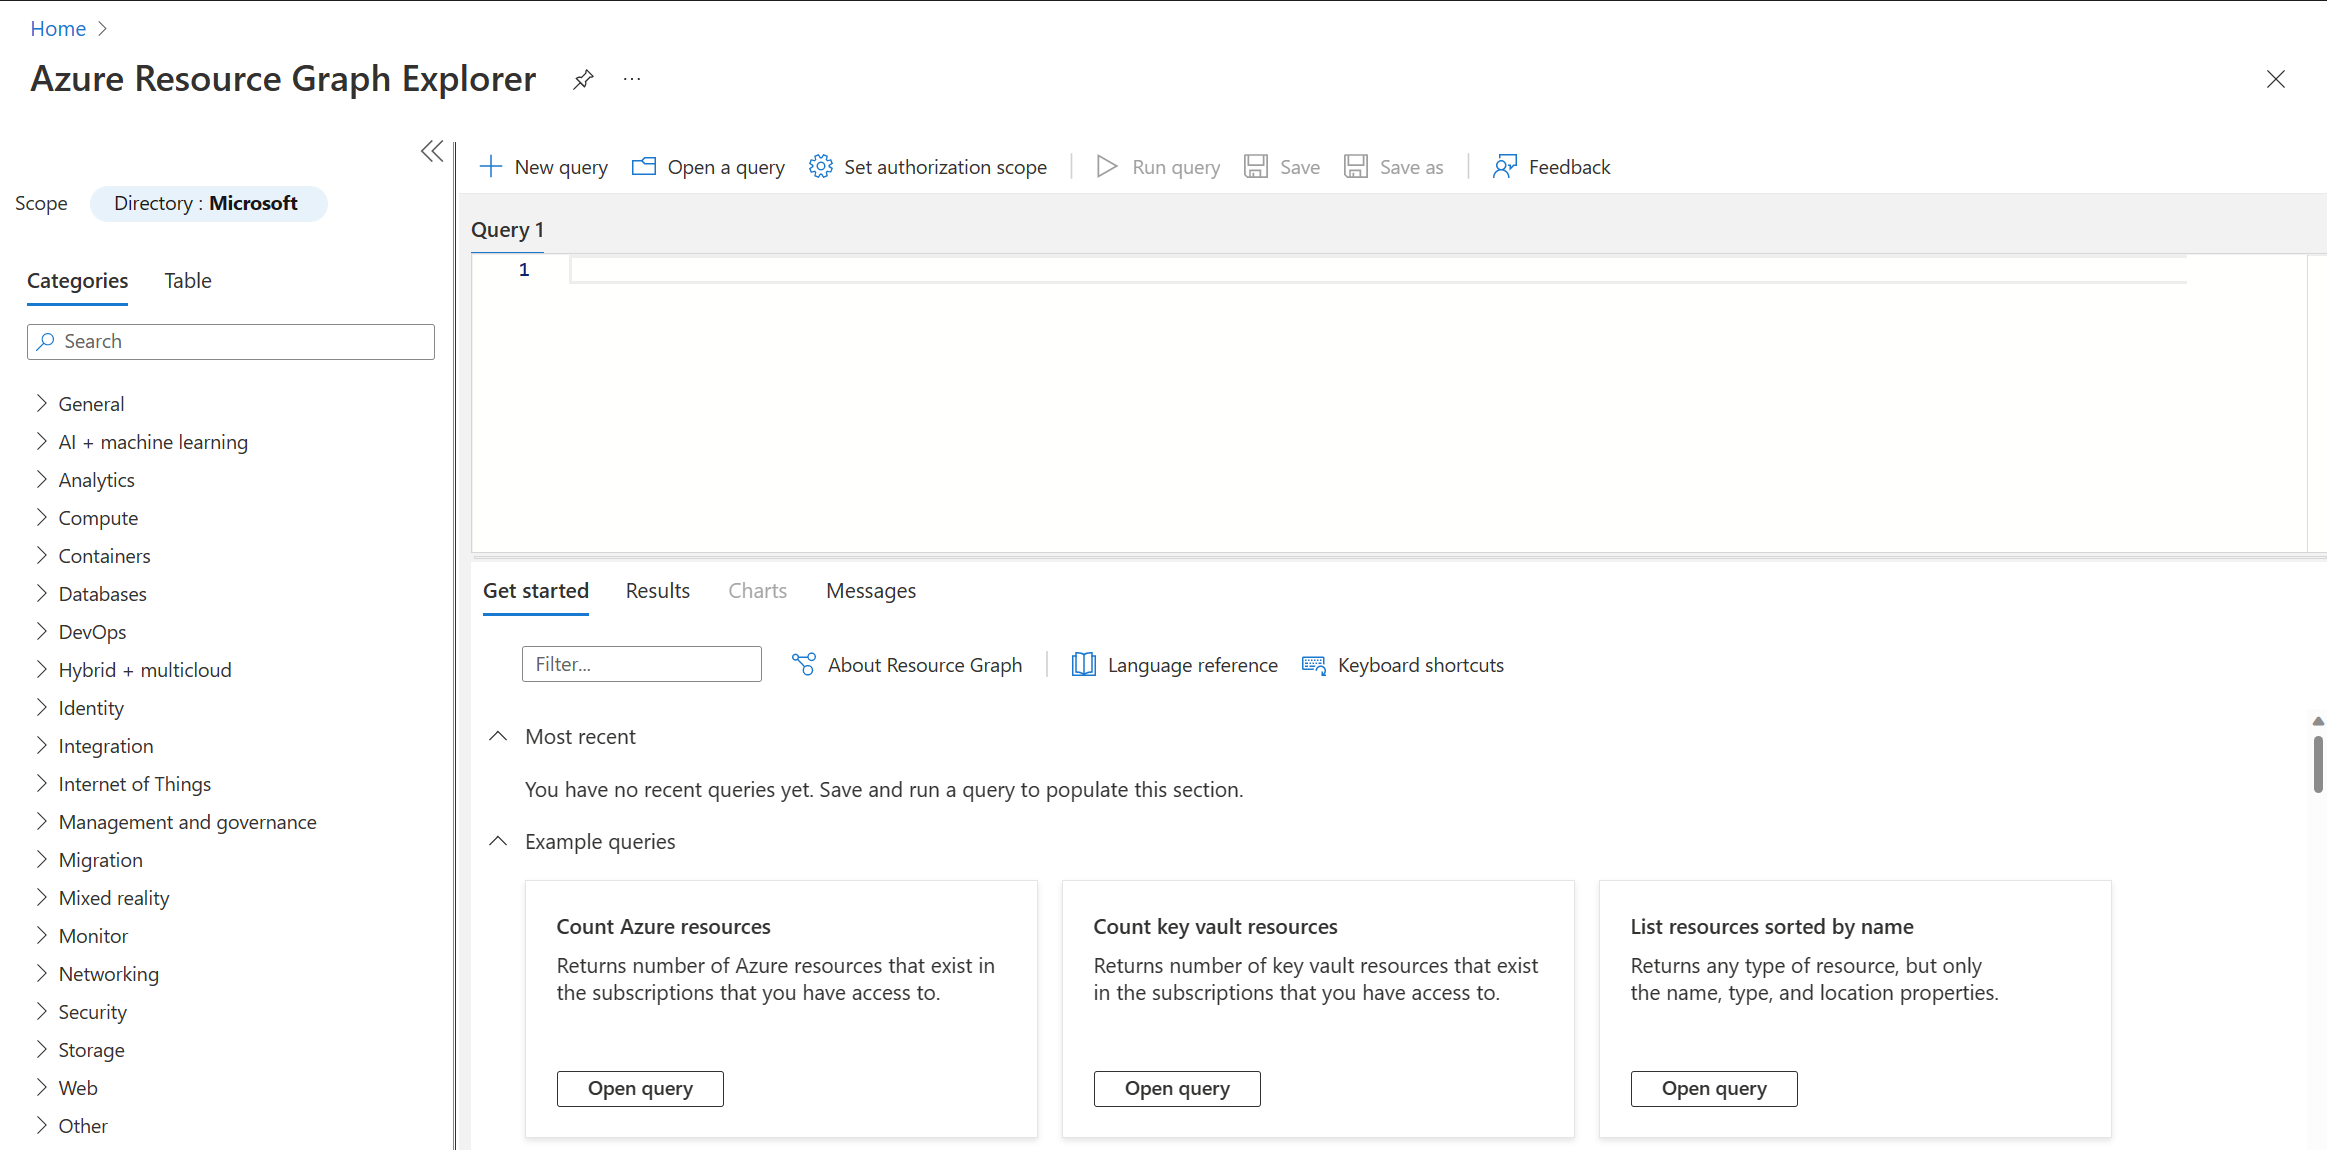 Home
Azure Resource Graph Explorer
New query Open a query Set authorization scope Run query Save Save as Feedback
Scope Directory : Microsoft
Categories Table
Search
General
AI + machine learning
Analytics
Compute
Containers
Databases
DevOps
Hybrid + multicloud
Identity
Integration
Internet of Things
Management and governance
Migration
Mixed reality
Monitor
Networking
Security
Storage
Web
Other
Query 1
1
Get started Results Charts Messages
Filter... About Resource Graph Language reference Keyboard shortcuts
Most recent
You have no recent queries yet. Save and run a query to populate this section.
Example queries
Count Azure resources
Returns number of Azure resources that exist in
the subscriptions that you have access to.
Open query
Count key vault resources
Returns number of key vault resources that exist
in the subscriptions that you have access to.
Open query
List resources sorted by name
Returns any type of resource, but only
the name, type, and location properties.
Open query